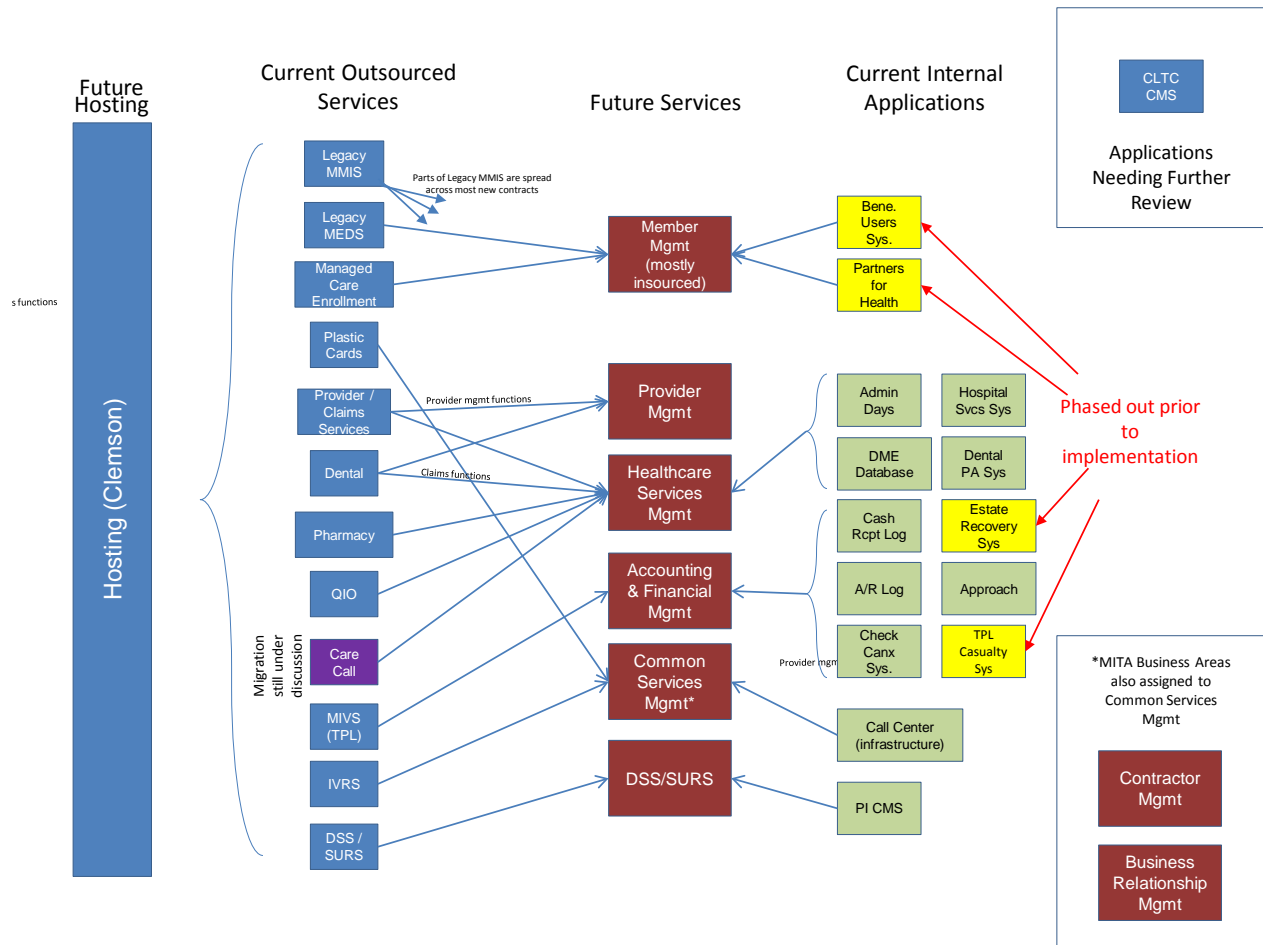 Future
Hosting
Hosting (Clemson)
s functions
Current Outsourced
Services
Legacy
MMIS
Parts of Legacy MMIS are spread
across most new contracts
Legacy
MEDS
Managed
Care
Enrollment
Plastic
Cards
Provider /
Claims
Services
Provider mgmt functions
Dental
Claims functions
Pharmacy
QIO
Care
Call
Migration
still under
discussion
MIVS
(TPL)
IVRS
DSS /
SURS
Future Services
Member
Mgmt
(mostly
insourced)
Provider
Mgmt
Healthcare
Services
Mgmt
Accounting
& Financial
Mgmt
Common
Services
Mgmt*
DSS/SURS
Current Internal
Applications
Bene.
Users
Sys.
Partners
for
Health
Admin
Days
Hospital
Svcs Sys
DME
Database
Dental
PA Sys
Cash
Rcpt Log
Estate
Recovery
Sys
A/R Log
Approach
Provider mgm
Check
Canx
Sys.
TPL
Casualty
Sys
Call Center
(infrastructure)
PI CMS
Phased out prior
to
implementation
CLTC
CMS
Applications
Needing Further
Review
*MITA Business Areas
also assigned to
Common Services
Mgmt
Contractor
Mgmt
Business
Relationship
Mgmt